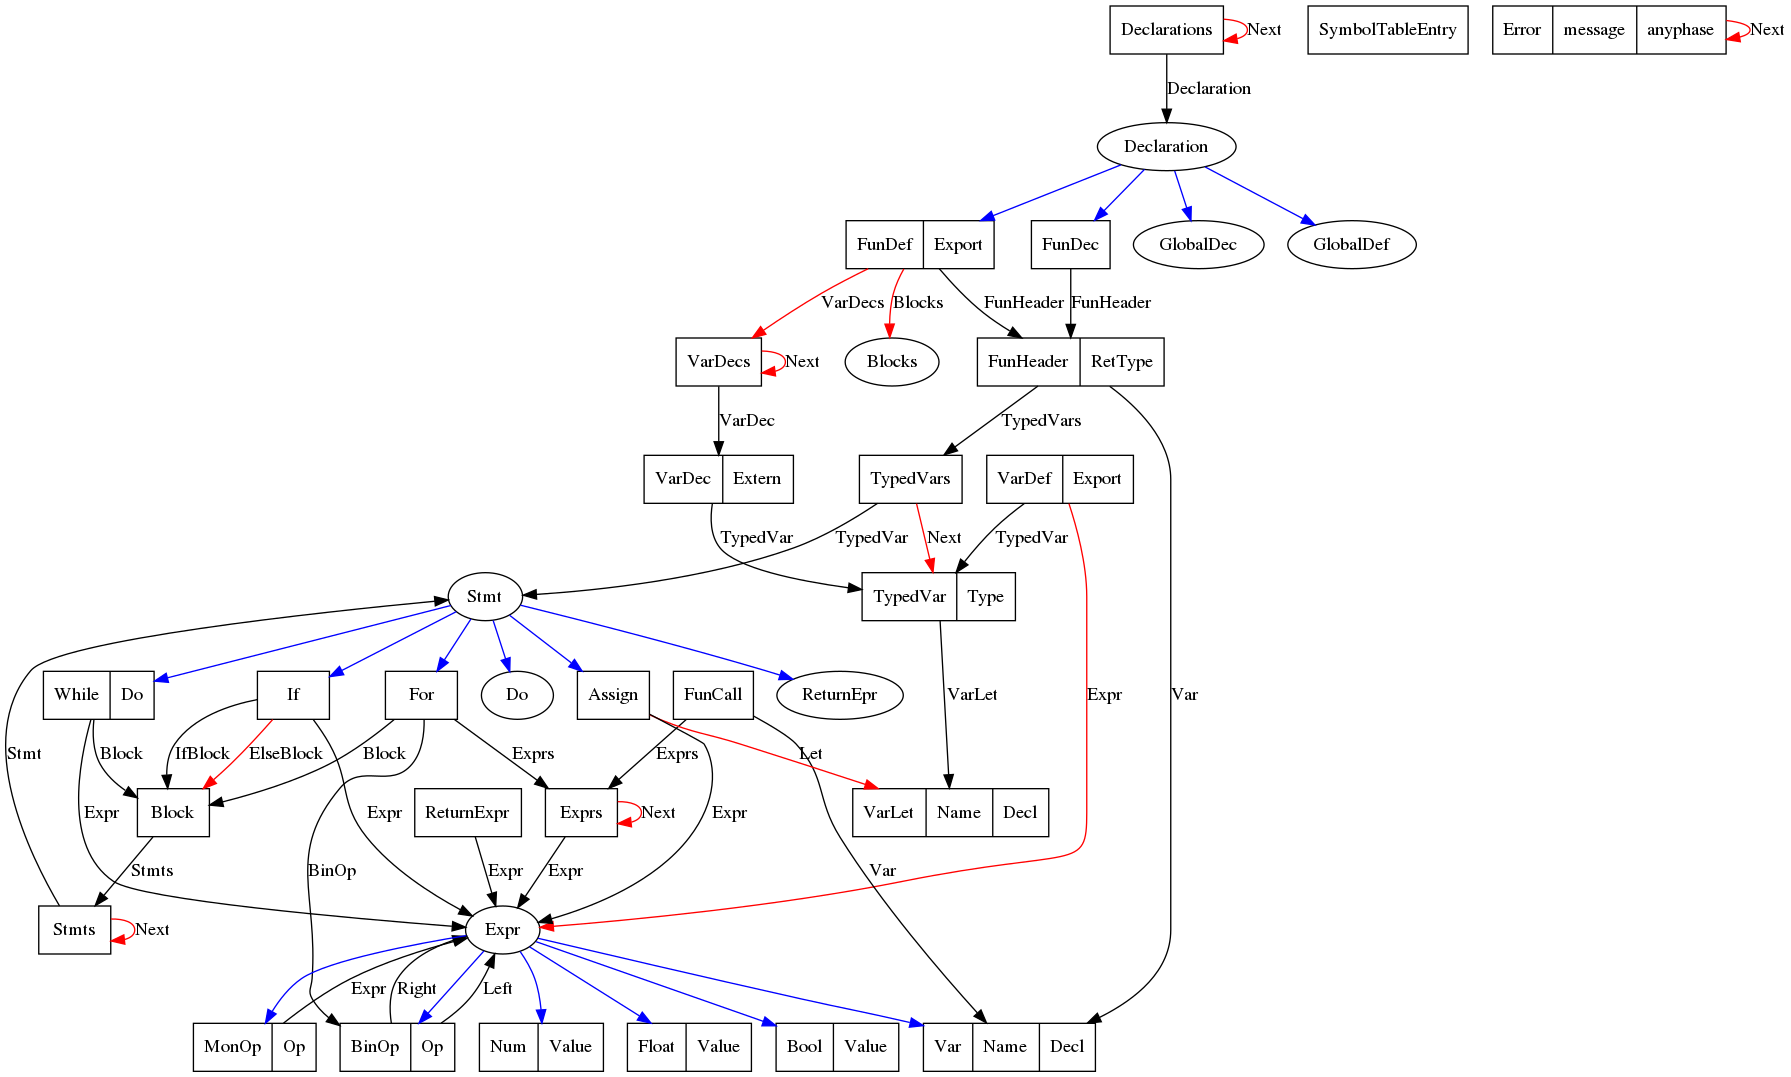 Declarations Next SymbolTableEntry Error message anyphase Next
Declaration
Declaration
FunDef Export FunDec GlobalDec GlobalDef
VarDecs Blocks FunHeader FunHeader
VarDecs Next Blocks FunHeader RetType
VarDec TypedVars
VarDec Extern TypedVars VarDef Export
TypedVar TypedVar Next TypedVar
Stmt TypedVar Type
While Do If For Do Assign FunCall ReturnEpr VarLet Expr Var
Stmt Block IfBlock ElseBlock Block Exprs Exprs Let
Expr Block Expr ReturnExpr Exprs Next Expr VarLet Name Decl
Stmts BinOp Expr Expr Var
Stmts Next Expr
Expr Right Left
MonOp Op BinOp Op Num Value Float Value Bool Value Var Name Decl